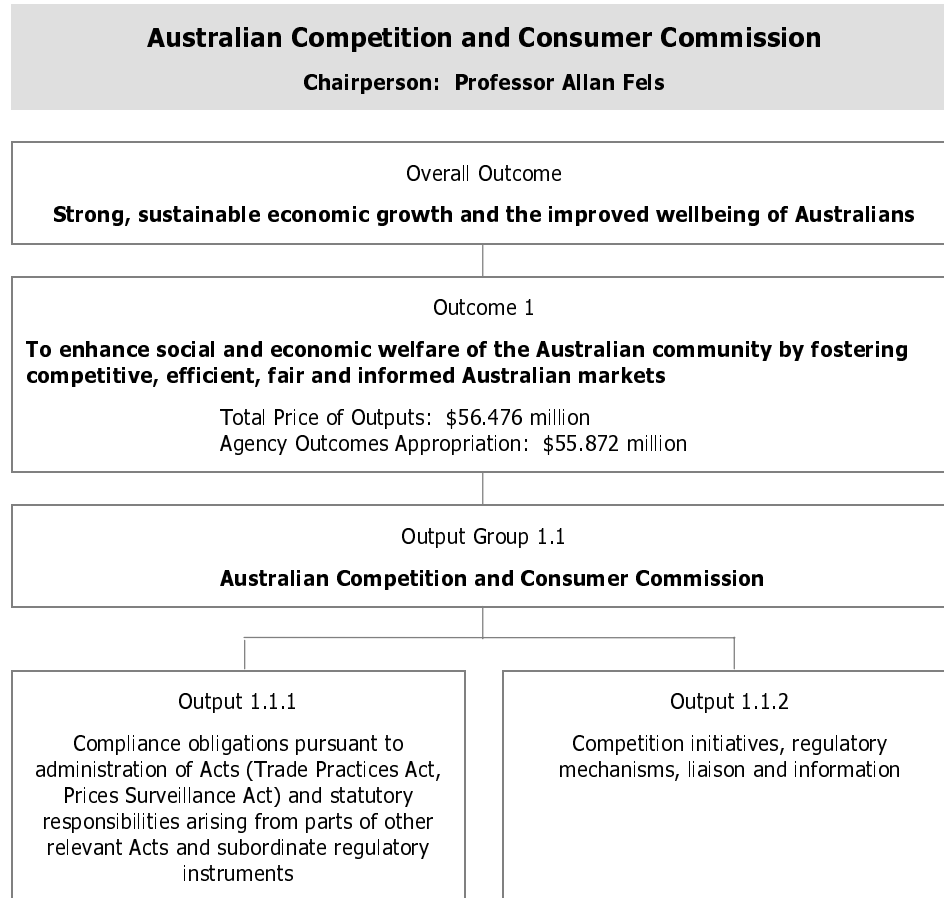 Australian Competition and Consumer Commission
Chairperson: Professor Allan Fels
Overall Outcome
Strong, sustainable economic growth and the improved wellbeing of Australians
Outcome 1
To enhance social and economic welfare of the Australian community by fostering
competitive, efficient, fair and informed Australian markets
Total Price of Outputs: $56.476 million
Agency Outcomes Appropriation: $55.872 million
Output Group 1.1
Australian Competition and Consumer Commission
Output 1.1.1
Compliance obligations pursuant to
administration of Acts (Trade Practices Act,
Prices Surveillance Act) and statutory
responsibilities arising from parts of other
relevant Acts and subordinate regulatory
instruments
Output 1.1.2
Competition initiatives, regulatory
mechanisms, liaison and information